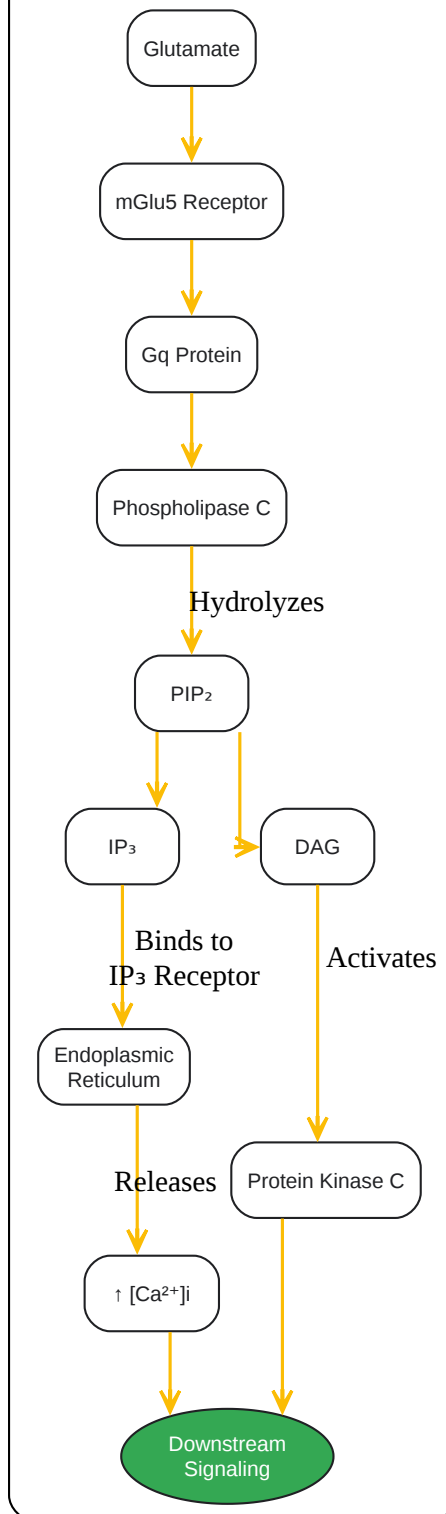 Glutamate
mGlu5 Receptor
Gq Protein
Phospholipase C
Hydrolyzes
PIP₂
IP₃
DAG
Binds to
IP₃ Receptor
Activates
Endoplasmic
Reticulum
Releases
Protein Kinase C
↑ [Ca²⁺]i
Downstream
Signaling